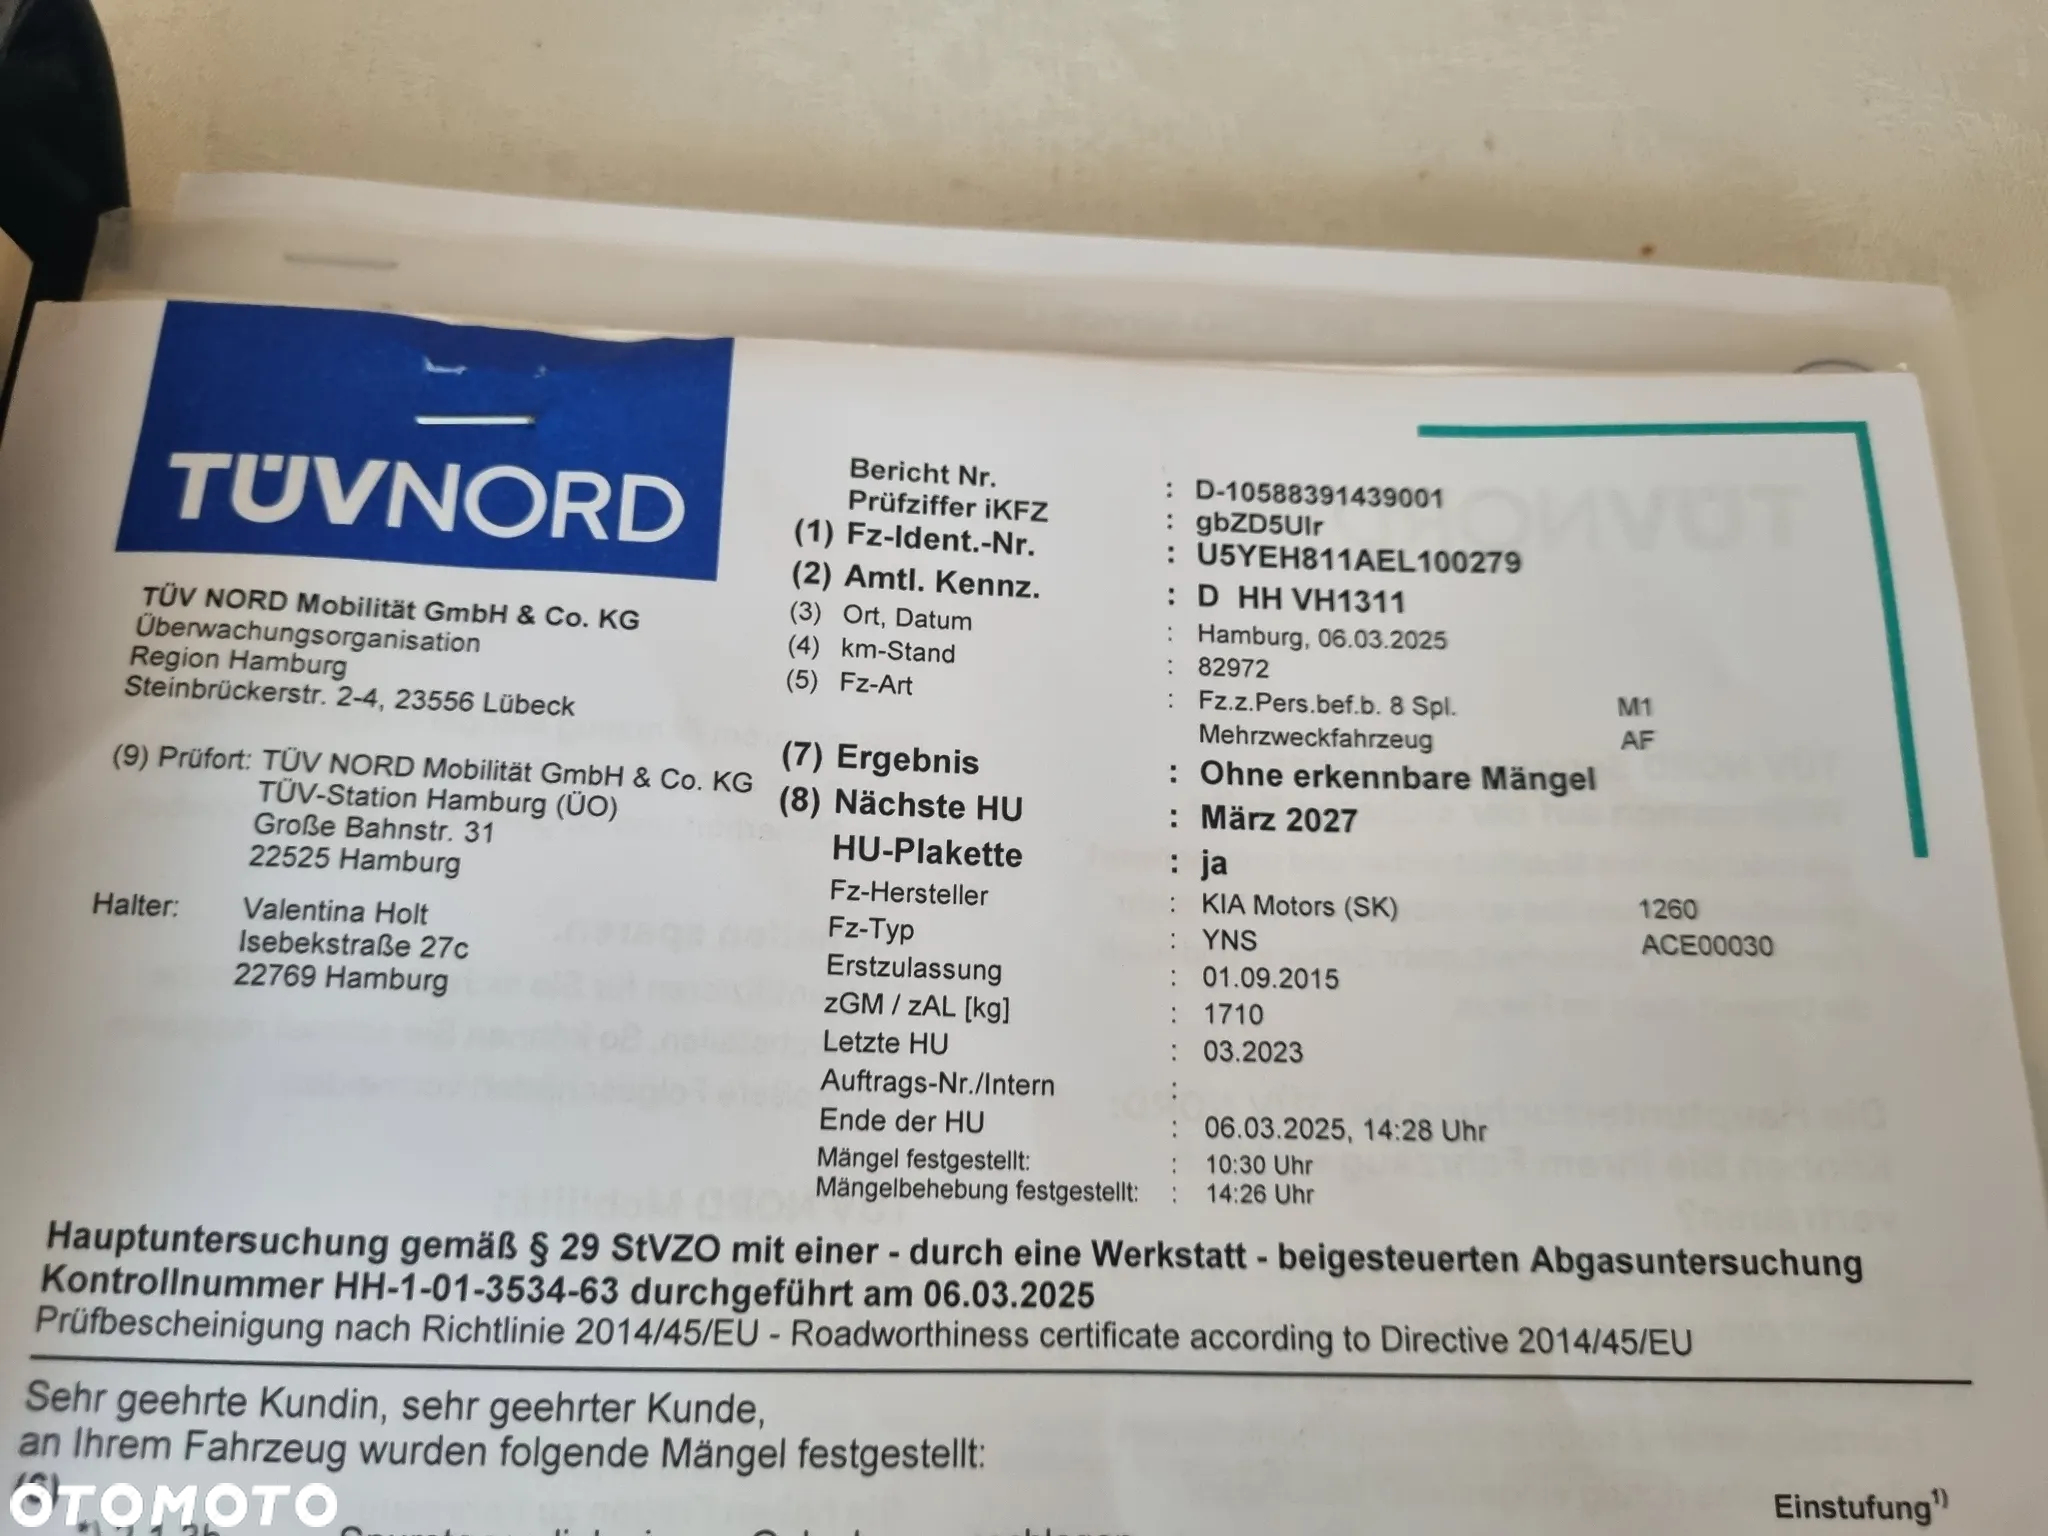 TÜVNORD
TÜV NORD Mobilität GmbH & Co. KG
Überwachungsorganisation
Region Hamburg
Steinbrückerstr. 2-4, 23556 Lübeck
(9) Prüfort: TÜV NORD Mobilität GmbH & Co. KG
TÜV-Station Hamburg (ÜO)
Große Bahnstr. 31
22525 Hamburg
Halter: Valentina Holt
Isebekstraße 27c
22769 Hamburg
Bericht Nr. : D-10588391439001
Prüfziffer iKFZ : gbZD5UIr
(1) Fz-Ident.-Nr. : U5YEH811AEL100279
(2) Amtl. Kennz. : D HH VH1311
(3) Ort, Datum : Hamburg, 06.03.2025
(4) km-Stand : 82972
(5) Fz-Art : Fz.z.Pers.bef.b. 8 Spl. M1
Mehrzweckfahrzeug AF
(7) Ergebnis : Ohne erkennbare Mängel
(8) Nächste HU : März 2027
HU-Plakette : ja
Fz-Hersteller : KIA Motors (SK) 1260
Fz-Typ : YNS ACE00030
Erstzulassung : 01.09.2015
zGM / zAL [kg] : 1710
Letzte HU : 03.2023
Auftrags-Nr./Intern :
Ende der HU : 06.03.2025, 14:28 Uhr
Mängel festgestellt: : 10:30 Uhr
Mängelbehebung festgestellt: : 14:26 Uhr
Hauptuntersuchung gemäß § 29 StVZO mit einer - durch eine Werkstatt - beigesteuerten Abgasuntersuchung
Kontrollnummer HH-1-01-3534-63 durchgeführt am 06.03.2025
Prüfbescheinigung nach Richtlinie 2014/45/EU - Roadworthiness certificate according to Directive 2014/45/EU
Sehr geehrte Kundin, sehr geehrter Kunde,
an Ihrem Fahrzeug wurden folgende Mängel festgestellt:
(6)
Einstufung1)
OTOMOTO